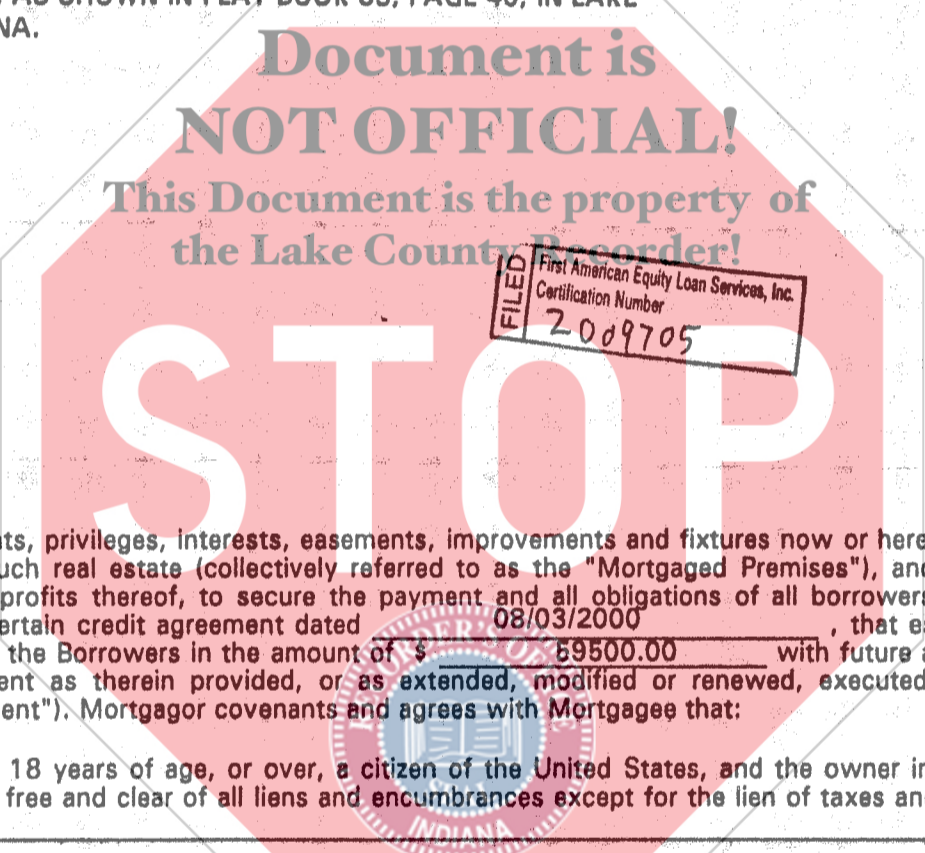 AS SHOWN IN PLAT BOOK
PAGE
IN LAKE
NA.
Document is
NOT OFFICIAL!
This Document is the property of
the Lake County Recorder!
FILED
First American Equity Loan Services, Inc.
Certification Number
2009705
STOP
ts, privileges, interests, easements, improvements and fixtures now or here
uch real estate (collectively referred to as the "Mortgaged Premises"), and
profits thereof, to secure the payment and all obligations of all borrowers
ertain credit agreement dated 08/03/2000, that e
the Borrowers in the amount of $ 9500.00 with future a
ent as therein provided, or as extended, modified or renewed, executed
ent"). Mortgagor covenants and agrees with Mortgagee that:
18 years of age, or over, a citizen of the United States, and the owner in
free and clear of all liens and encumbrances except for the lien of taxes an
RECORDER'S OFFICE
SEAL
INDIANA